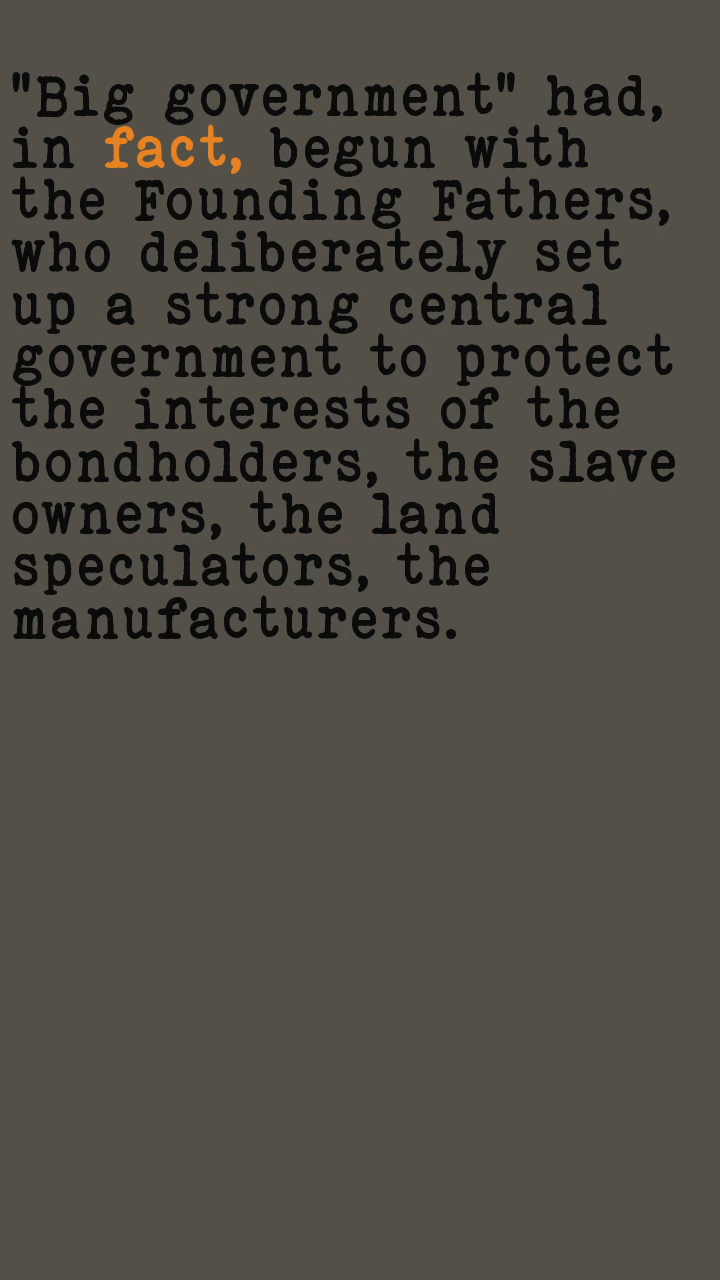 "Big government" had,
in fact, begun with
the Founding Fathers,
who deliberately set
up a strong central
government to protect
the interests of the
bondholders, the slave
owners, the land
speculators, the
manufacturers.